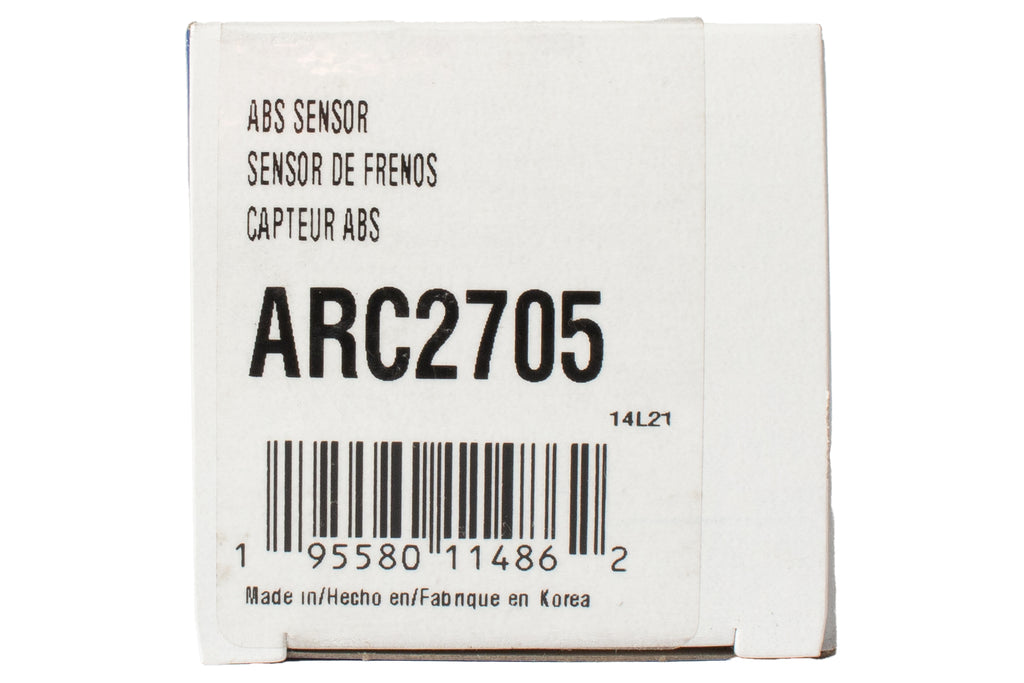 ABS SENSOR
SENSOR DE FRENOS
CAPTEUR ABS
ARC2705
14L21
1 95580 11486 2
Made in/Hecho en/Fabrique en Korea